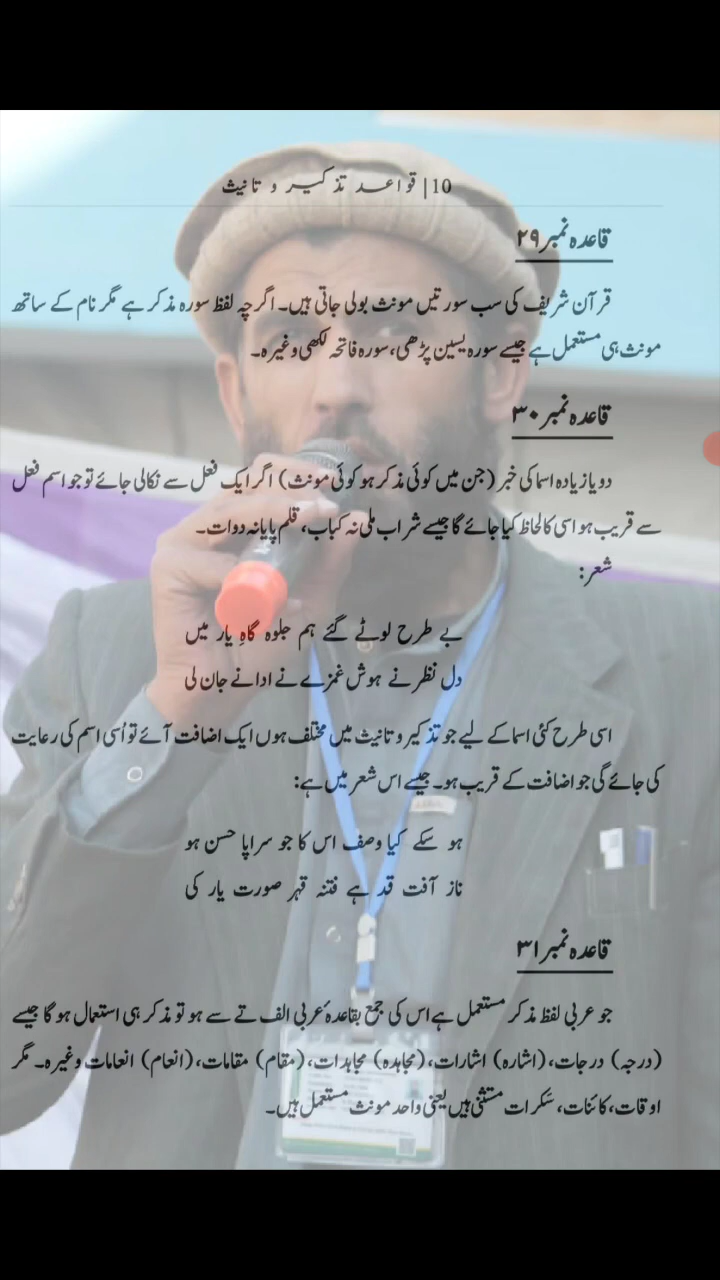 10 | قواعد تذکیر و تانیث
قاعدہ نمبر ۲۹
قرآن شریف کی سب سورتیں مونث بولی جاتی ہیں۔ اگرچہ لفظ سورہ مذکر ہے مگر نام کے ساتھ
مونث ہی مستعمل ہے جیسے سورہ یسین پڑھی، سورہ فاتحہ لکھی وغیرہ۔
قاعدہ نمبر ۳۰
دو یا زیادہ اسما کی خبر (جن میں کوئی مذکر ہو کوئی مونث) اگر ایک فعل سے نکالی جائے تو جو اسم فعل
سے قریب ہو اسی کا لحاظ کیا جائے گا جیسے شراب ملی نہ کباب، قلم پایا نہ دوات۔
شعر:
بے طرح لوٹے گئے ہم جلوہ گاہِ یار میں
دل نظر نے ہوش غمزے نے ادا نے جان لی
اسی طرح کئی اسما کے لیے جو تذکیر و تانیث میں مختلف ہوں ایک اضافت آئے تو اُسی اسم کی رعایت
کی جائے گی جو اضافت کے قریب ہو۔ جیسے اس شعر میں ہے:
ہو سکے کیا وصف اس کا جو سراپا حسن ہو
ناز آفت قد ہے فتنہ قہر صورت یار کی
قاعدہ نمبر ۳۱
جو عربی لفظ مذکر مستعمل ہے اس کی جمع بقاعدۂ عربی الف تے سے ہو تو مذکر ہی استعمال ہو گا جیسے
(درجہ) درجات، (اشارہ) اشارات، (مجاہدہ) مجاہدات، (مقام) مقامات، (انعام) انعامات وغیرہ۔ مگر
اوقات، کائنات، سَکرات مستثنیٰ ہیں یعنی واحد مونث مستعمل ہیں۔